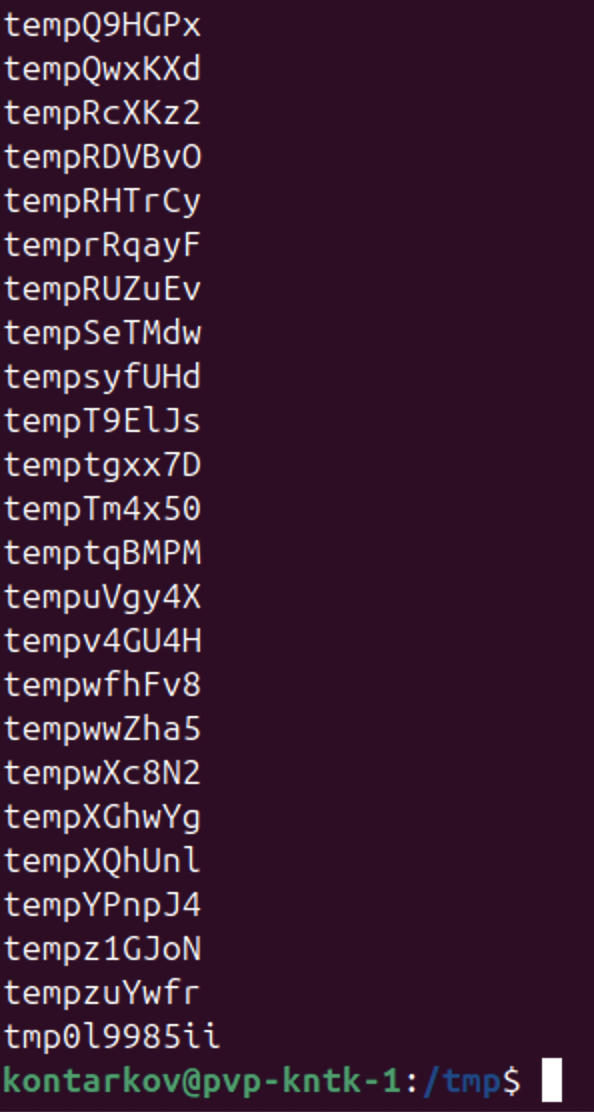 tempQ9HGPx
tempQwxKXd
tempRcXKz2
tempRDVBvO
tempRHTrCy
temprRqayF
tempRUZuEv
tempSeTMdw
tempsyfUHd
tempT9ElJs
temptgxx7D
tempTm4x50
temptqBMPM
tempuVgy4X
tempv4GU4H
tempwfhFv8
tempwwZha5
tempwXc8N2
tempXGhwYg
tempXQhUnl
tempYPnpJ4
tempz1GJoN
tempzuYwfr
tmp0l9985ii
kontarkov@pvp-kntk-1:/tmp$